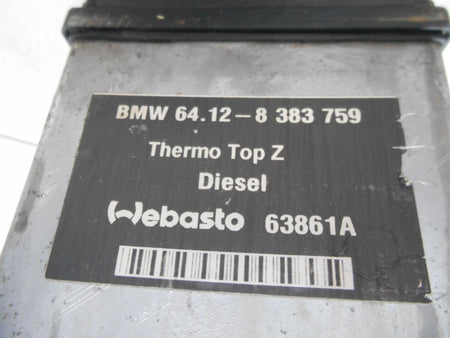 BMW 64.12-8 383 759
Thermo Top Z
Diesel
Webasto 63861A